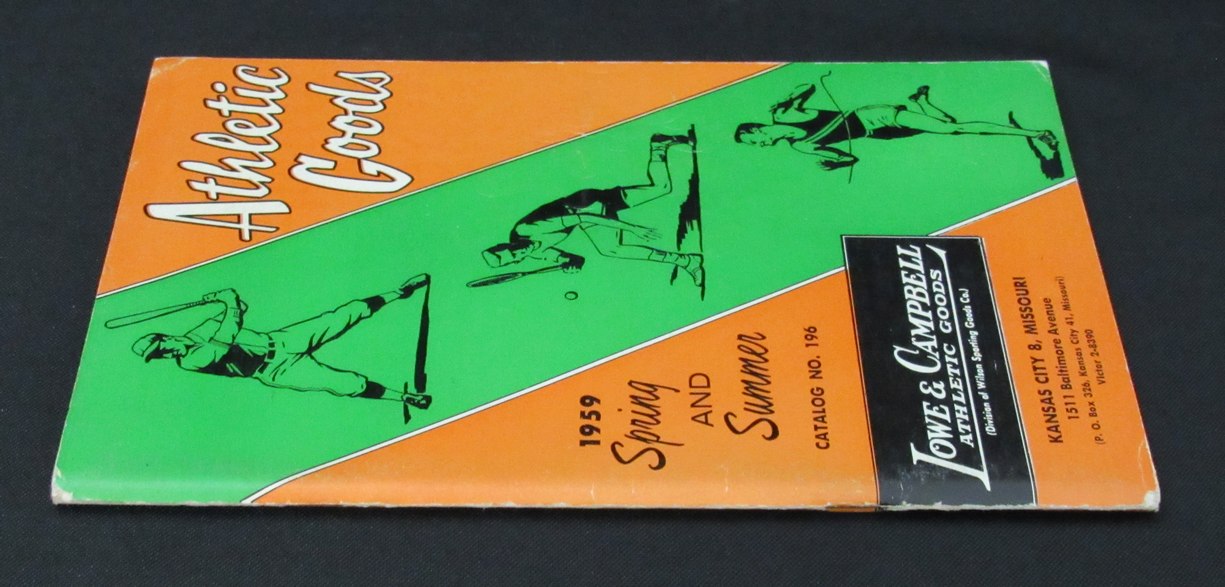 Athletic
Goods
1959
Spring
AND
Summer
CATALOG NO. 196
LOWE & CAMPBELL
ATHLETIC GOODS
(Division of Wilson Sporting Goods Co.)
KANSAS CITY 8, MISSOURI
1511 Baltimore Avenue
(P. O. Box 326, Kansas City 41, Missouri)
Victor 2-8390